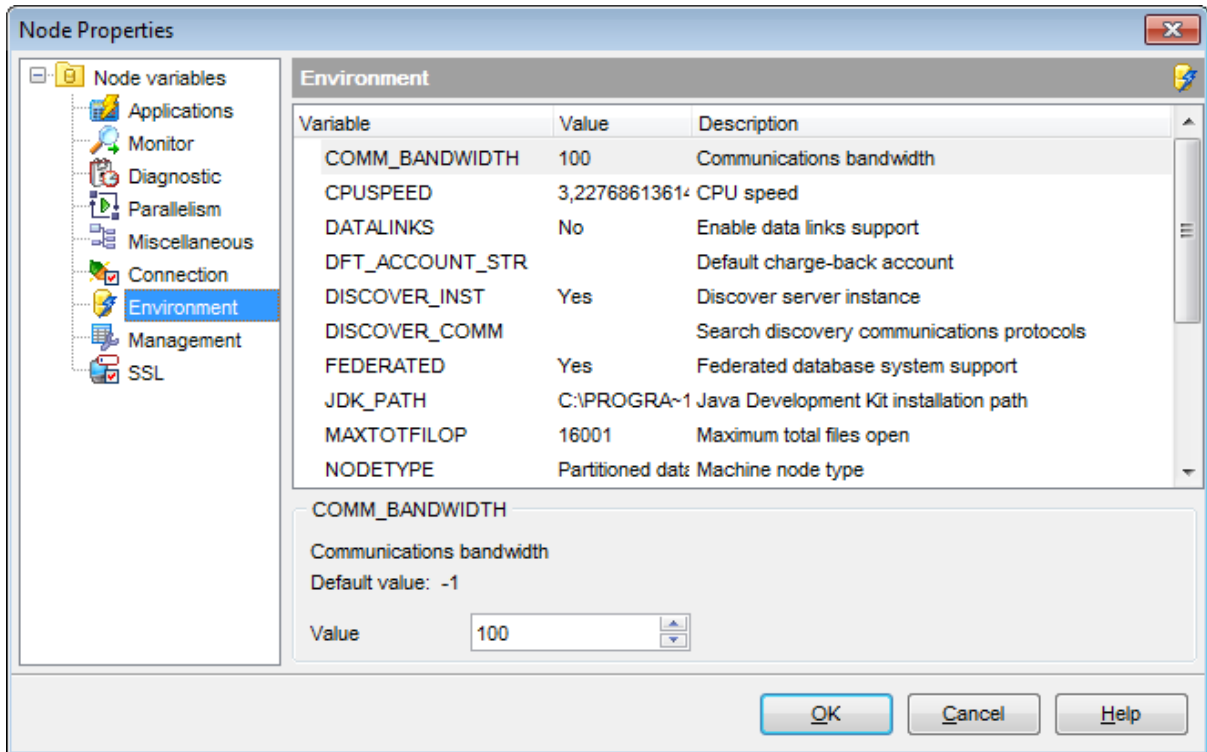 Node Properties
Node variables
Applications
Monitor
Diagnostic
Parallelism
Miscellaneous
Connection
Environment
Management
SSL
Environment
Variable Value Description
COMM_BANDWIDTH 100 Communications bandwidth
CPUSPEED 3,22768613614 CPU speed
DATALINKS No Enable data links support
DFT_ACCOUNT_STR Default charge-back account
DISCOVER_INST Yes Discover server instance
DISCOVER_COMM Search discovery communications protocols
FEDERATED Yes Federated database system support
JDK_PATH C:\PROGRA~1 Java Development Kit installation path
MAXTOTFILOP 16001 Maximum total files open
NODETYPE Partitioned data Machine node type
COMM_BANDWIDTH
Communications bandwidth
Default value: -1
Value 100
OK Cancel Help